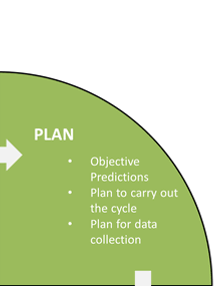 PLAN
• Objective
Predictions
• Plan to carry out
the cycle
• Plan for data
collection